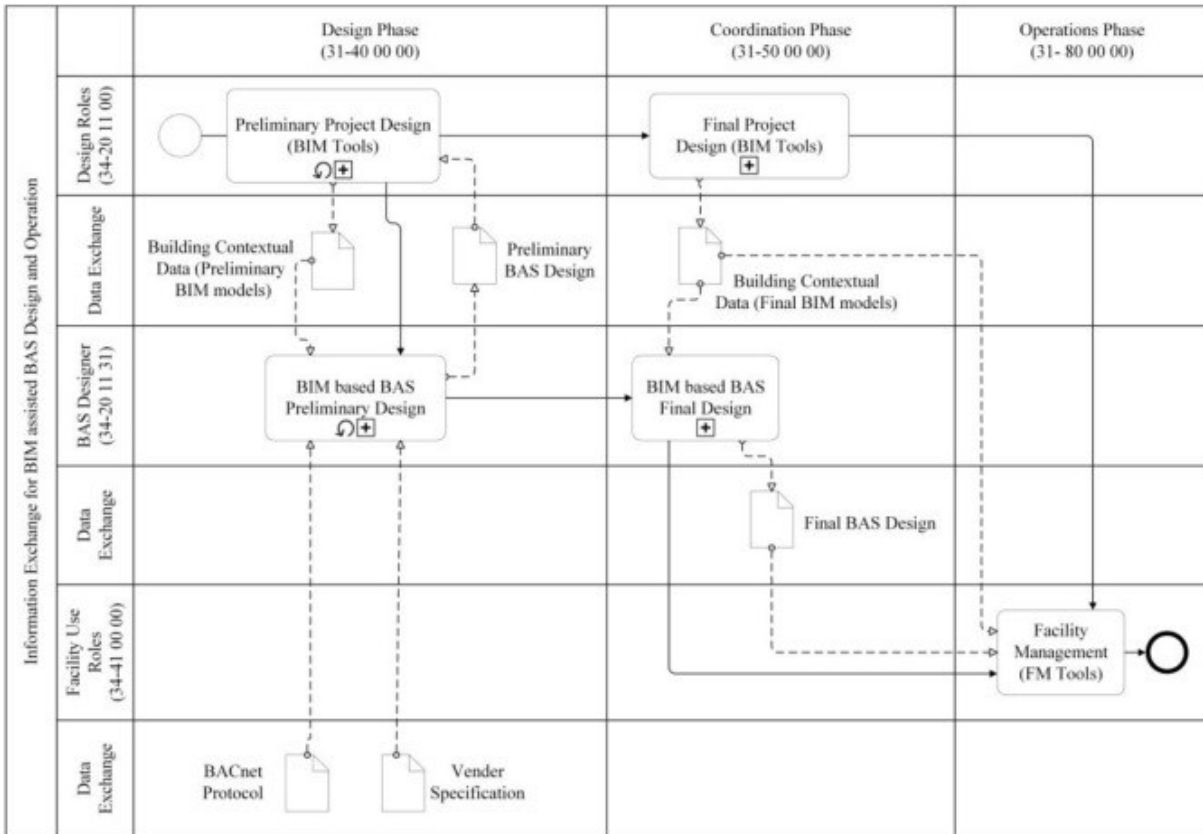 Information Exchange for BIM assisted BAS Design and Operation
Design Phase
(31-40 00 00)
Coordination Phase
(31-50 00 00)
Operations Phase
(31- 80 00 00)
Design Roles
(34-20 11 00)
Preliminary Project Design
(BIM Tools)
Final Project
Design (BIM Tools)
Data Exchange
Building Contextual
Data (Preliminary
BIM models)
Preliminary
BAS Design
Building Contextual
Data (Final BIM models)
BAS Designer
(34-20 11 31)
BIM based BAS
Preliminary Design
BIM based BAS
Final Design
Data
Exchange
Final BAS Design
Facility Use
Roles
(34-41 00 00)
Facility
Management
(FM Tools)
Data
Exchange
BACnet
Protocol
Vender
Specification